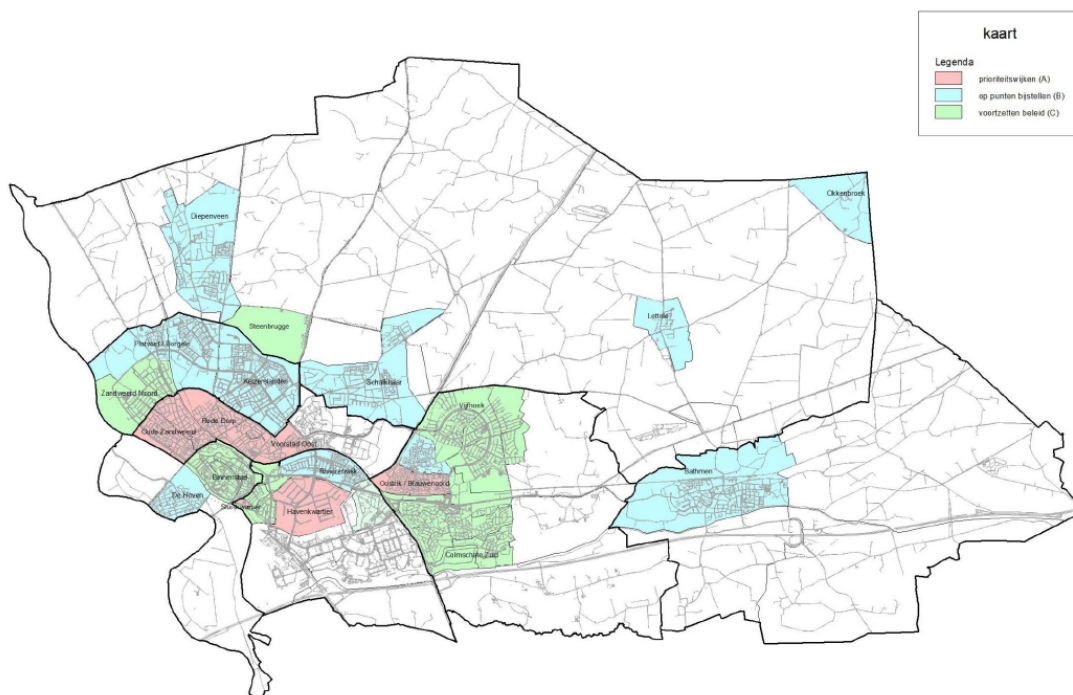 kaart
Legenda
prioriteitswijken (A)
op punten bijstellen (B)
voortzetten beleid (C)
Okkenbroek
Diepenveen
Lettele
Steenbrugge
Platvoet / Borgele
Keizerslanden
Schalkhaar
Zandweerd Noord
Vijfhoek
Rode Dorp
Oude Zandweerd
Voorstad Oost
Bathmen
Rivierenwijk
Binnenstad
Oostrik / Blauwenoord
De Hoven
Havenkwartier
Colmschate Zuid